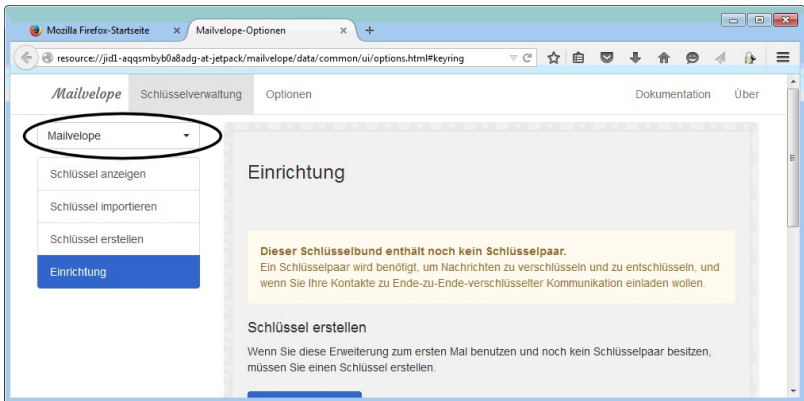 Mozilla Firefox-Startseite × Mailvelope-Optionen × +
resource://jid1-aqqsmbyb0a8adg-at-jetpack/mailvelope/data/common/ui/options.html#keyring
Mailvelope Schlüsselverwaltung Optionen Dokumentation Über
Mailvelope
Schlüssel anzeigen
Schlüssel importieren
Schlüssel erstellen
Einrichtung
Einrichtung
Dieser Schlüsselbund enthält noch kein Schlüsselpaar.
Ein Schlüsselpaar wird benötigt, um Nachrichten zu verschlüsseln und zu entschlüsseln, und
wenn Sie Ihre Kontakte zu Ende-zu-Ende-verschlüsselter Kommunikation einladen wollen.
Schlüssel erstellen
Wenn Sie diese Erweiterung zum ersten Mal benutzen und noch kein Schlüsselpaar besitzen,
müssen Sie einen Schlüssel erstellen.